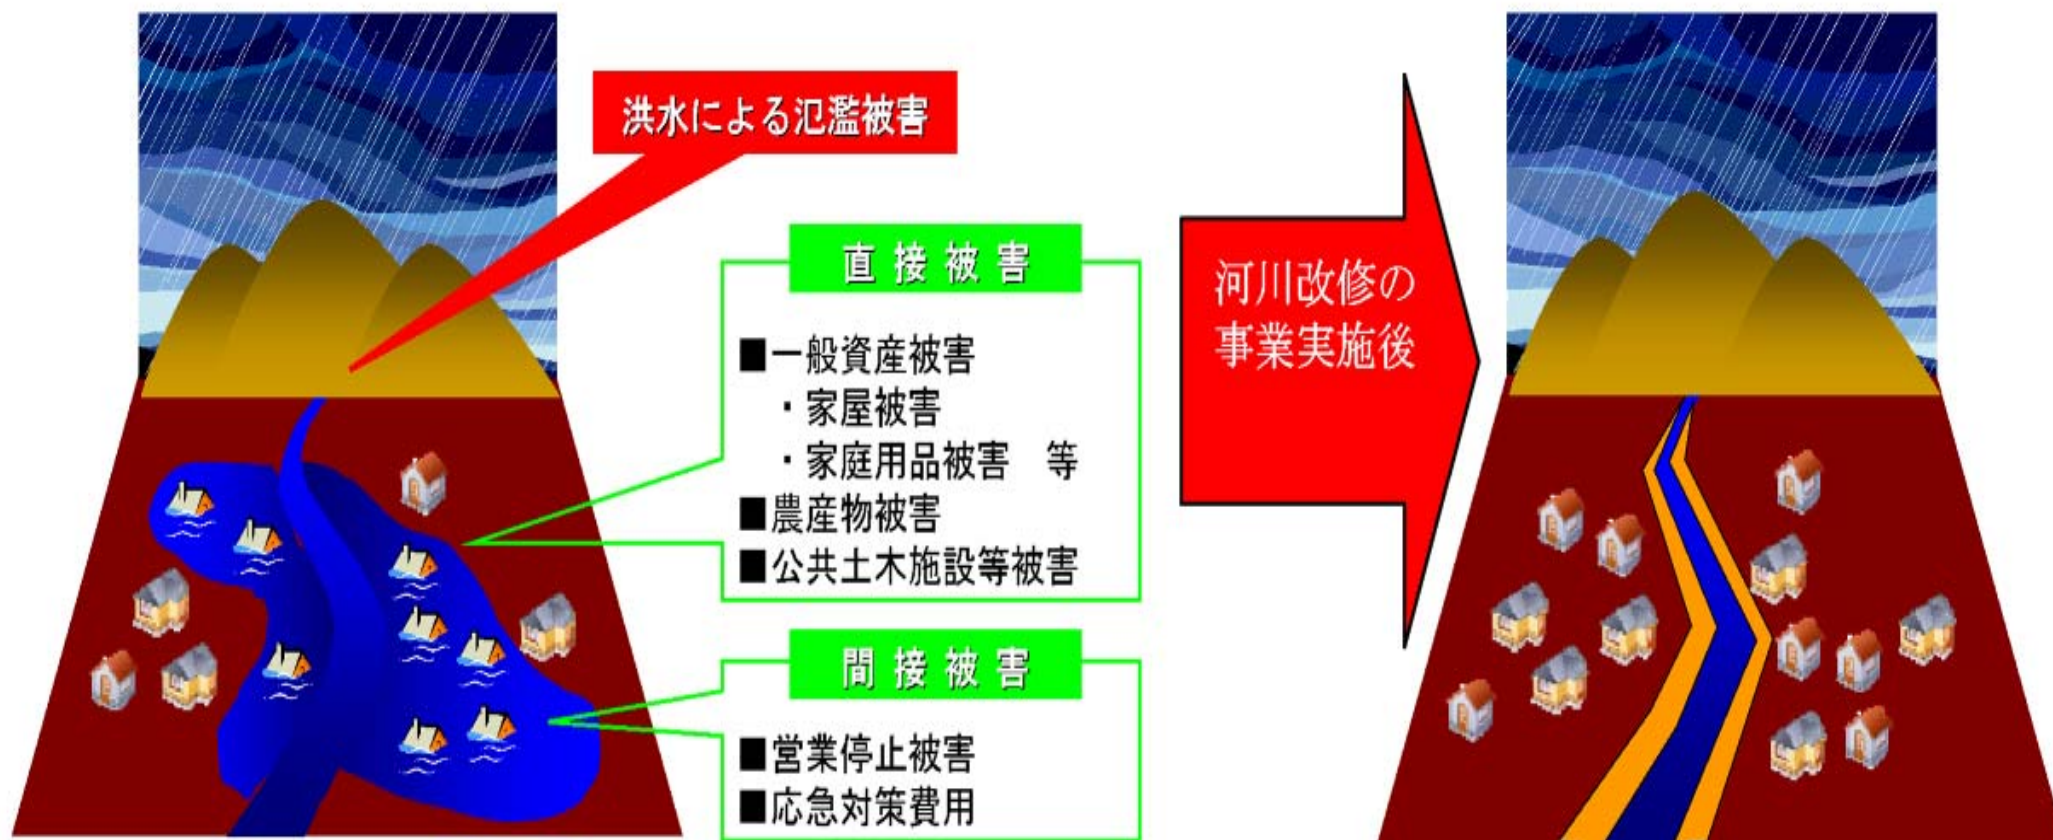 洪水による氾濫被害
直接被害
■一般資産被害
・家屋被害
・家庭用品被害　等
■農産物被害
■公共土木施設等被害
間接被害
■営業停止被害
■応急対策費用
河川改修の
事業実施後